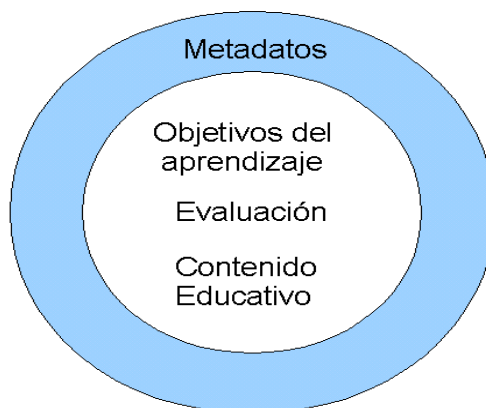 Metadatos
Objetivos del
aprendizaje
Evaluación
Contenido
Educativo